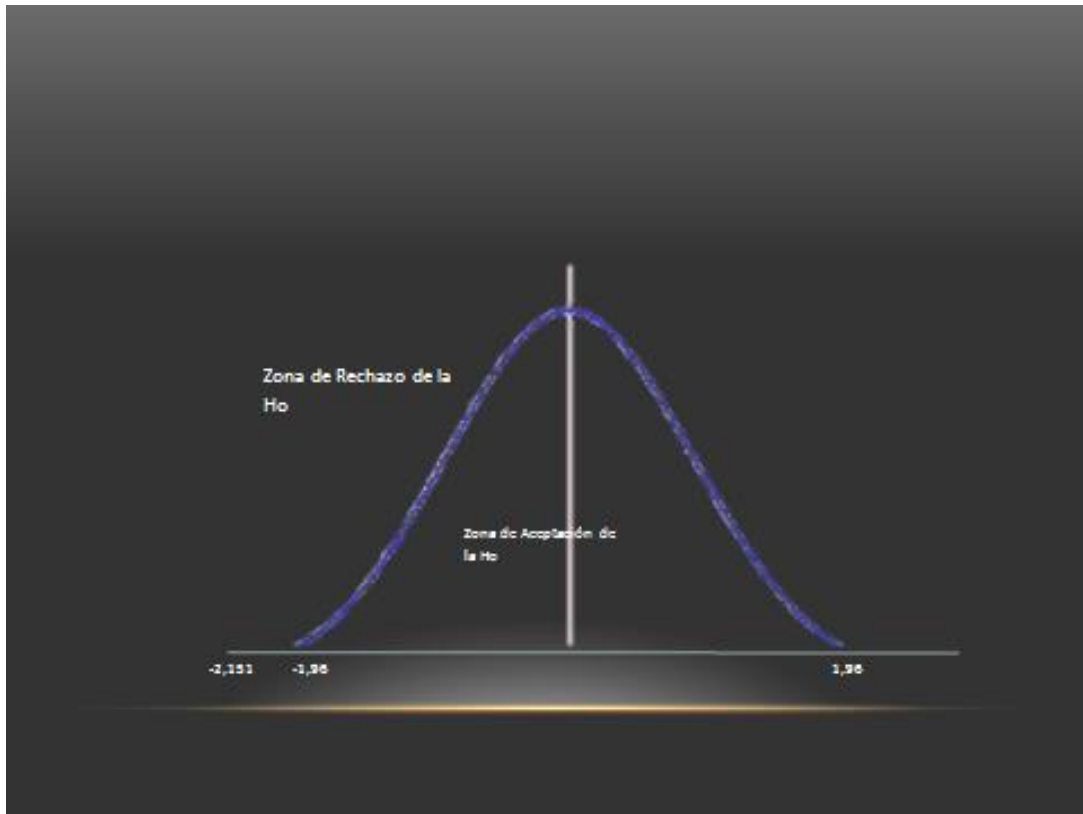 Zona de Rechazo de la
Ho
Zona de Aceptación de
la Ho
-2,151 -1,96 1,96